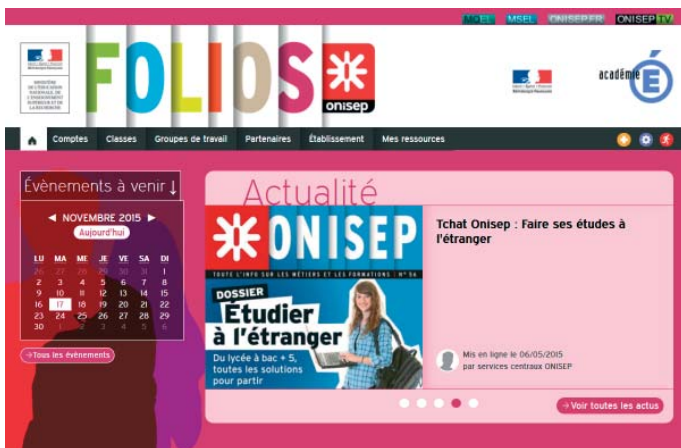 MSEL ONISEP.FR ONISEP TV
FOLIOS
onisep
académie
Comptes Classes Groupes de travail Partenaires Établissement Mes ressources
Évènements à venir ↓
◄ NOVEMBRE 2015 ►
Aujourd'hui
LU MA ME JE VE SA DI
26 27 28 29 30 31 1
2 3 4 5 6 7 8
9 10 11 12 13 14 15
16 17 18 19 20 21 22
23 24 25 26 27 28 29
30 1 2 3 4 5 6
→Tous les évènements
Actualité
ONISEP
TOUTE L'INFO SUR LES MÉTIERS ET LES FORMATIONS | N° 56
DOSSIER
Étudier
à l'étranger
Du lycée à bac + 5,
toutes les solutions
pour partir
Tchat Onisep : Faire ses études à
l'étranger
Mis en ligne le 06/05/2015
par services centraux ONISEP
→Voir toutes les actus